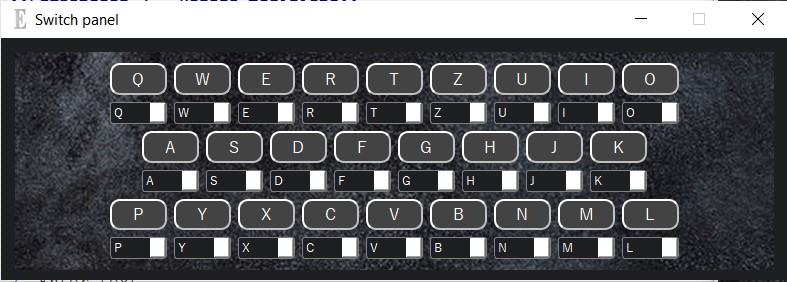 E Switch panel
Q W E R T Z U I O
Q W E R T Z U I O
A S D F G H J K
A S D F G H J K
P Y X C V B N M L
P Y X C V B N M L